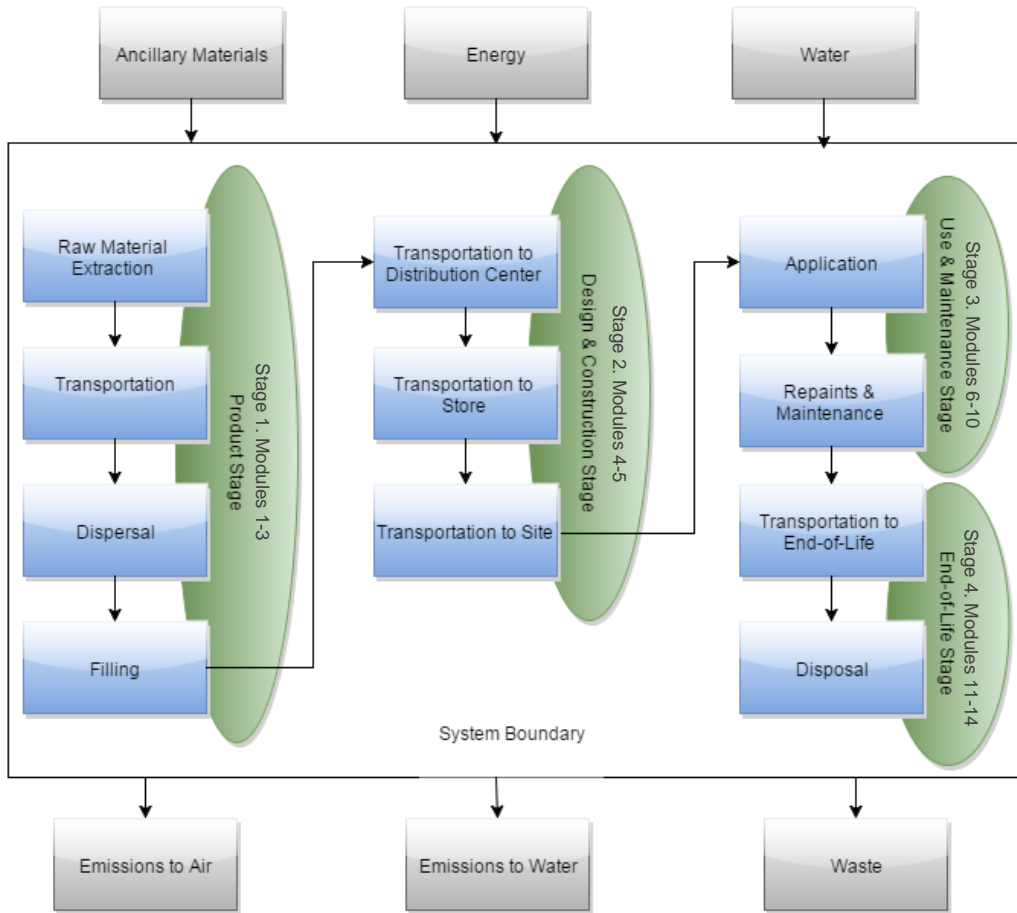 Ancillary Materials
Energy
Water
Raw Material
Extraction
Transportation
Dispersal
Filling
Stage 1. Modules 1-3
Product Stage
Transportation to
Distribution Center
Transportation to
Store
Transportation to Site
Stage 2. Modules 4-5
Design & Construction Stage
Application
Repaints &
Maintenance
Stage 3. Modules 6-10
Use & Maintenance Stage
Transportation to
End-of-Life
Disposal
Stage 4. Modules 11-14
End-of-Life Stage
System Boundary
Emissions to Air
Emissions to Water
Waste